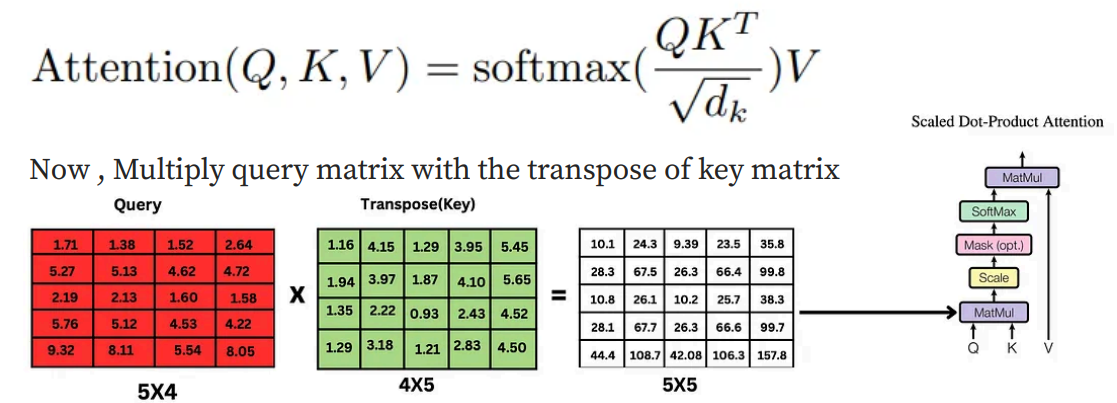 Attention(Q, K, V) = softmax(QK^T / √d_k)V
Scaled Dot-Product Attention
Now , Multiply query matrix with the transpose of key matrix
Query
1.71 1.38 1.52 2.64
5.27 5.13 4.62 4.72
2.19 2.13 1.60 1.58
5.76 5.12 4.53 4.22
9.32 8.11 5.54 8.05
5X4
X
Transpose(Key)
1.16 4.15 1.29 3.95 5.45
1.94 3.97 1.87 4.10 5.65
1.35 2.22 0.93 2.43 4.52
1.29 3.18 1.21 2.83 4.50
4X5
=
10.1 24.3 9.39 23.5 35.8
28.3 67.5 26.3 66.4 99.8
10.8 26.1 10.2 25.7 38.3
28.1 67.7 26.3 66.6 99.7
44.4 108.7 42.08 106.3 157.8
5X5
MatMul
SoftMax
Mask (opt.)
Scale
MatMul
Q K V